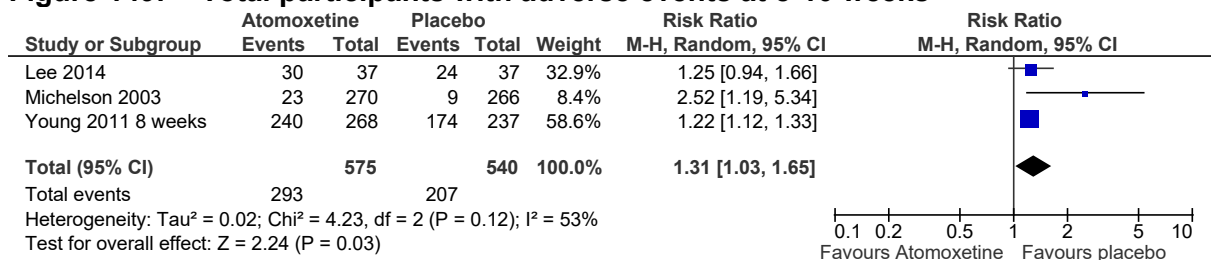 Total participants with adverse events at weeks
Atomoxetine Placebo Risk Ratio Risk Ratio
Study or Subgroup Events Total Events Total Weight M-H, Random, 95% CI M-H, Random, 95% CI
Lee 2014 30 37 24 37 32.9% 1.25 [0.94, 1.66]
Michelson 2003 23 270 9 266 8.4% 2.52 [1.19, 5.34]
Young 2011 8 weeks 240 268 174 237 58.6% 1.22 [1.12, 1.33]
Total (95% CI) 575 540 100.0% 1.31 [1.03, 1.65]
Total events 293 207
Heterogeneity: Tau² = 0.02; Chi² = 4.23, df = 2 (P = 0.12); I² = 53%
Test for overall effect: Z = 2.24 (P = 0.03)
0.1 0.2 0.5 1 2 5 10
Favours Atomoxetine Favours placebo